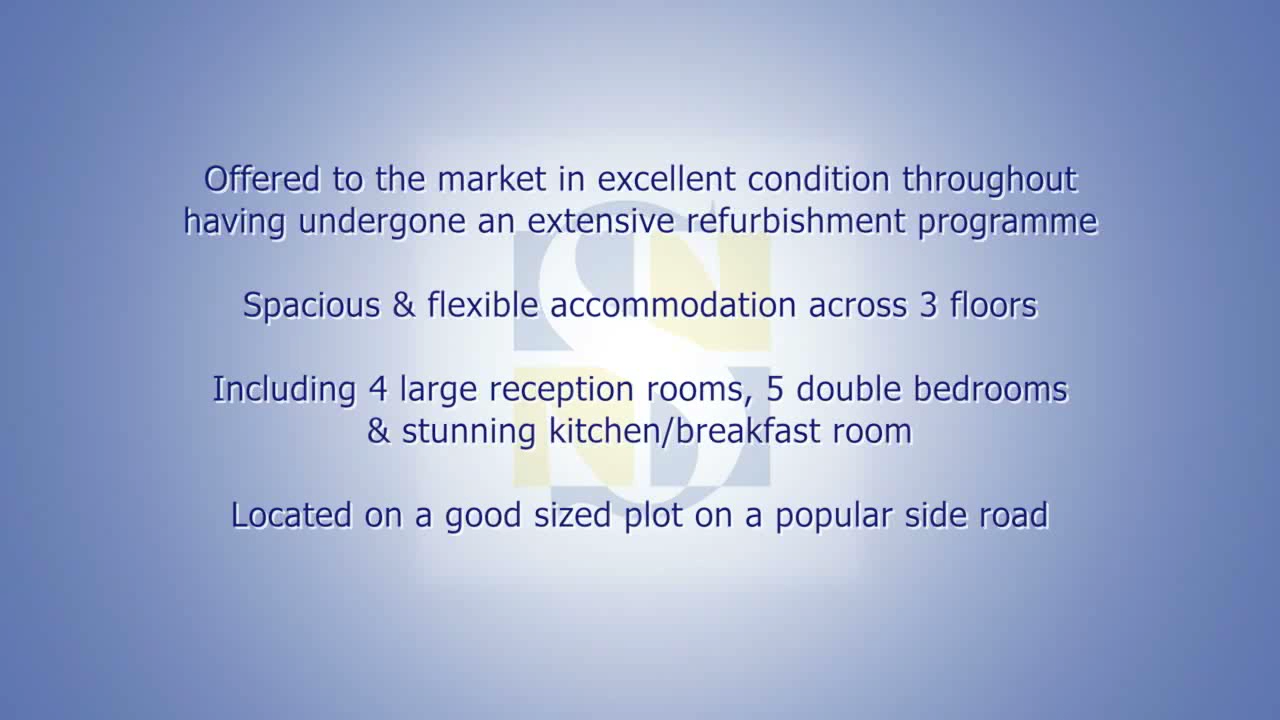 Offered to the market in excellent condition throughout
having undergone an extensive refurbishment programme
Spacious & flexible accommodation across 3 floors
Including 4 large reception rooms, 5 double bedrooms
& stunning kitchen/breakfast room
Located on a good sized plot on a popular side road